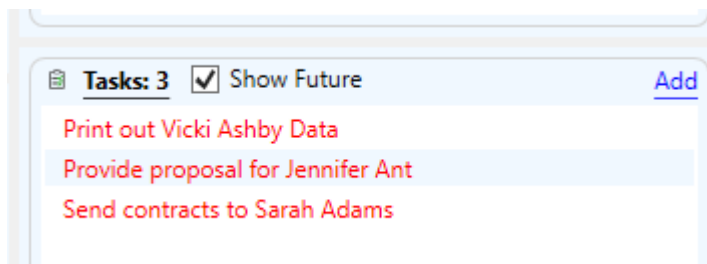 Tasks: 3 Show Future Add
Print out Vicki Ashby Data
Provide proposal for Jennifer Ant
Send contracts to Sarah Adams